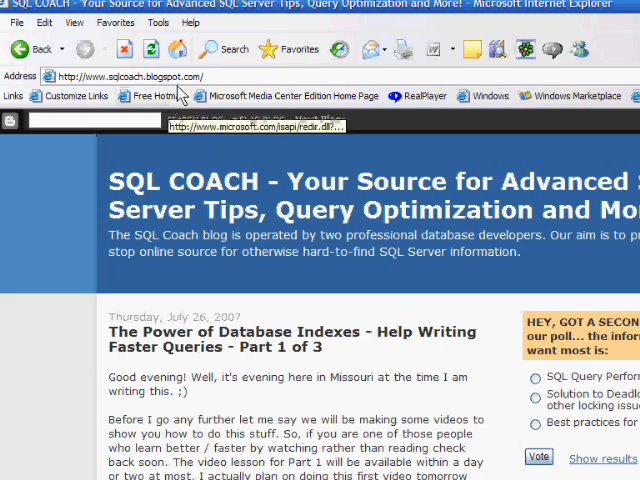 SQL COACH - Your Source for Advanced SQL Server Tips, Query Optimization and More! - Microsoft Internet Explorer
File Edit View Favorites Tools Help
Back Search Favorites
Address http://www.sqlcoach.blogspot.com/
Links Customize Links Free Hotm Microsoft Media Center Edition Home Page RealPlayer Windows Windows Marketplace
http://www.microsoft.com/isapi/redir.dll?...
SQL COACH - Your Source for Advanced S
Server Tips, Query Optimization and Mo
The SQL Coach blog is operated by two professional database developers. Our aim is to pr
stop online source for otherwise hard-to-find SQL Server information.
Thursday, July 26, 2007
The Power of Database Indexes - Help Writing
Faster Queries - Part 1 of 3
Good evening! Well, it's evening here in Missouri at the time I am
writing this. ;)
Before I go any further let me say we will be making some videos to
show you how to do this stuff. So, if you are one of those people
who learn better / faster by watching rather than reading check
back soon. The video lesson for Part 1 will be available within a day
or two at most. I actually plan on doing this first video tomorrow
HEY, GOT A SECON
our poll... the infor
want most is:
SQL Query Perfor
Solution to Deadlo
other locking issu
Best practices for
Vote Show results